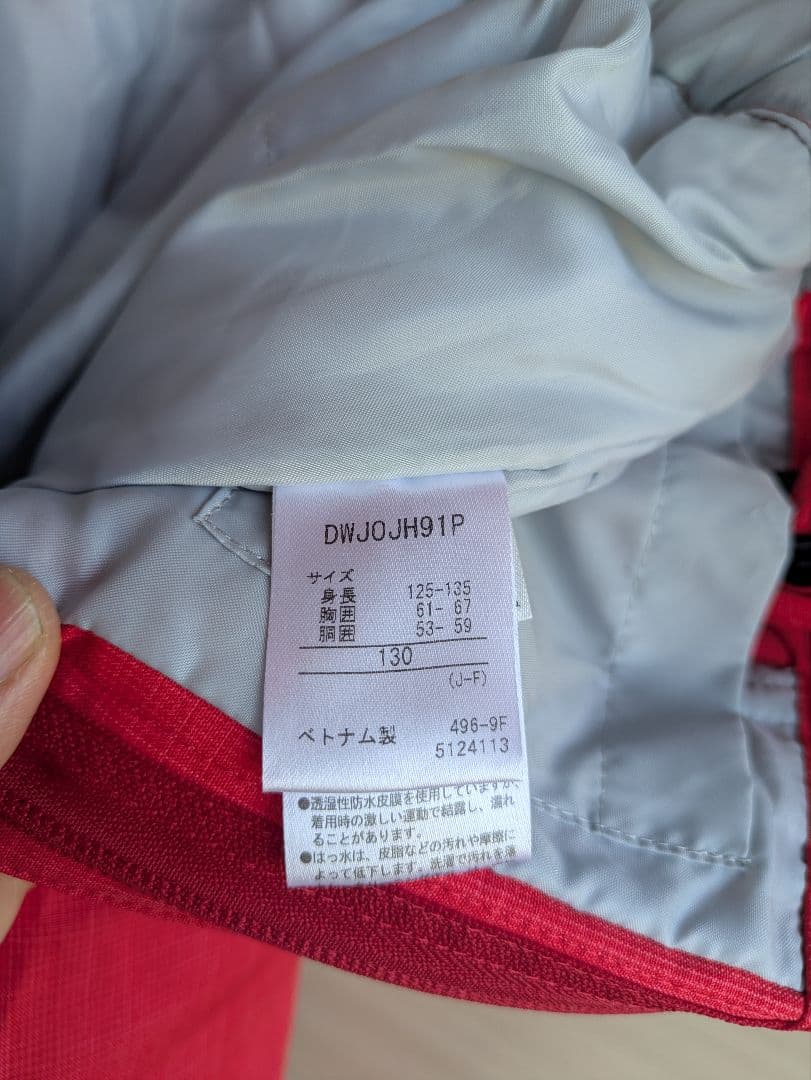 DWJOJH91P
サイズ
身長 125-135
胸囲 61- 67
胴囲 53- 59
130
(J-F)
ベトナム製 496-9F
5124113
●透湿性防水皮膜を使用していますが、
着用時の激しい運動で結露し、濡れ
ることがあります。
●はっ水は、皮脂などの汚れや摩擦に
よって低下します。洗濯で汚れを落